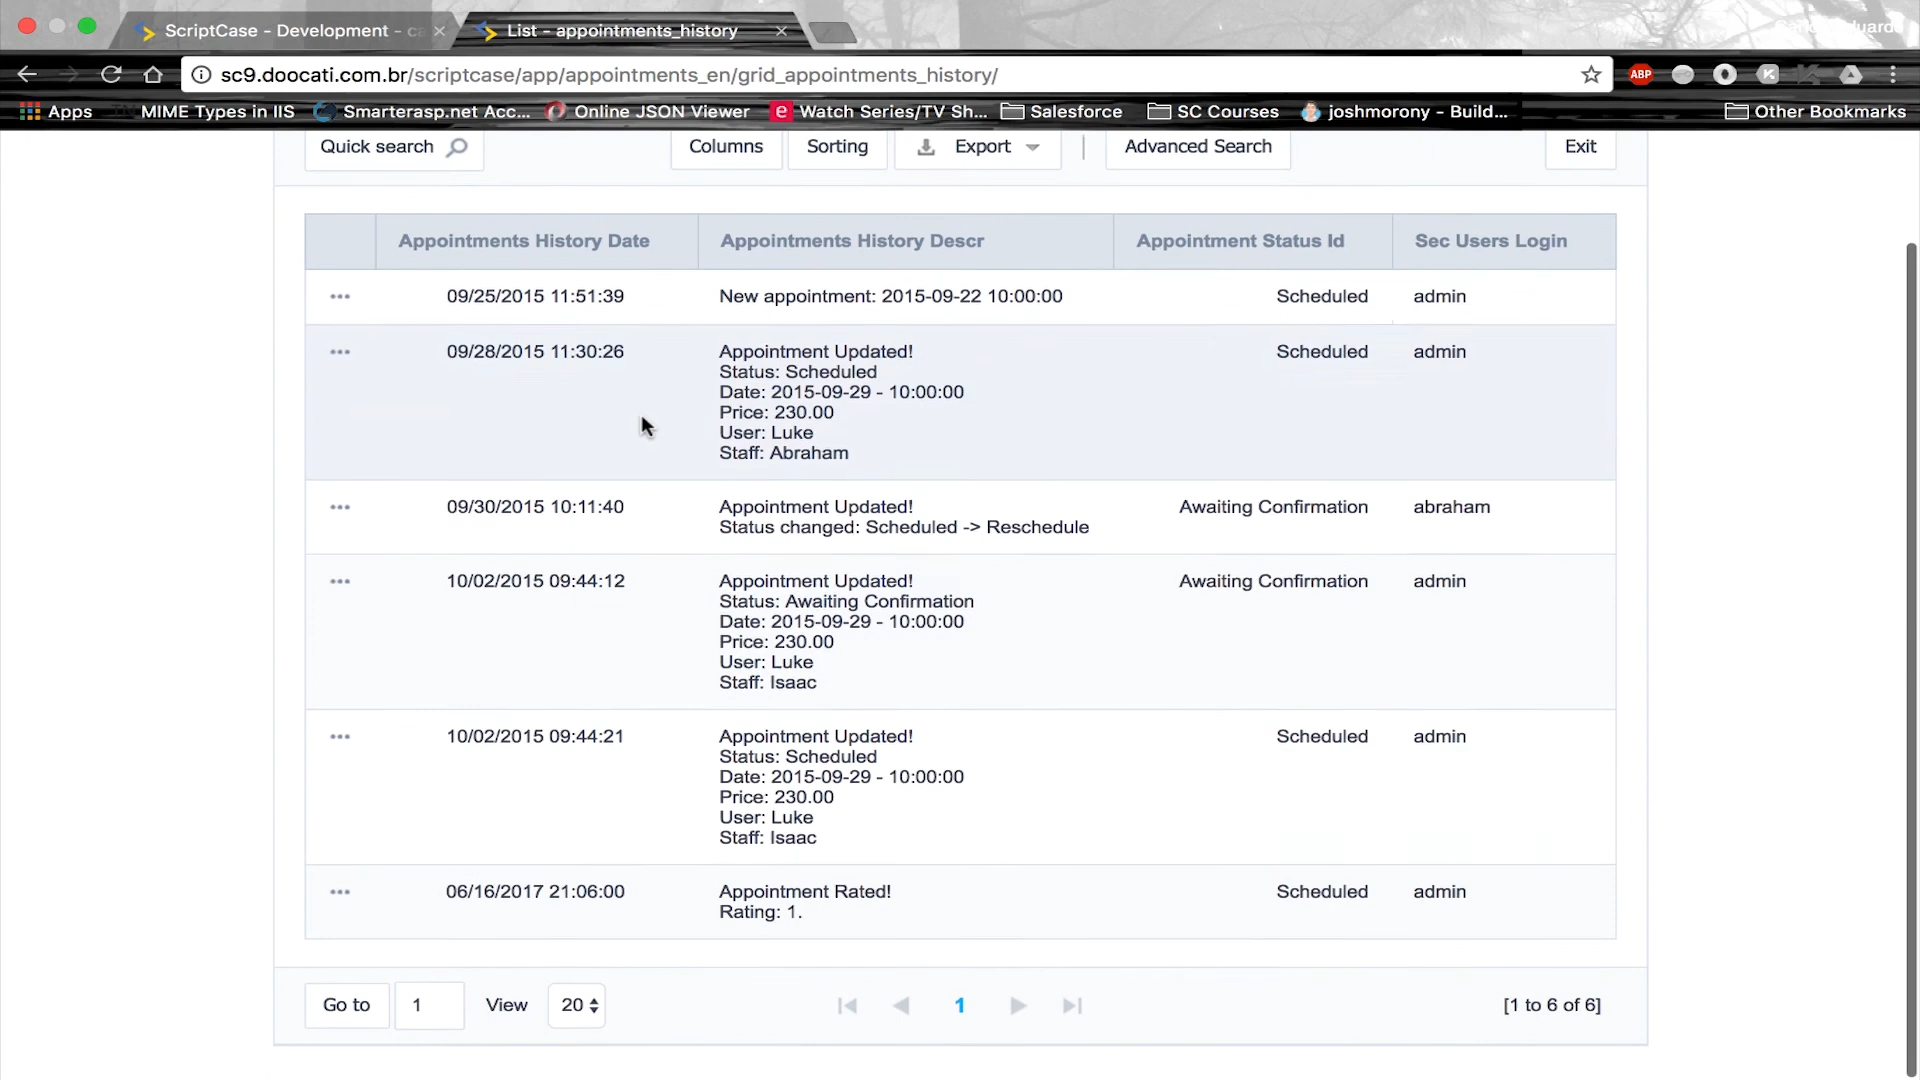 ScriptCase - Development - ca
List - appointments_history
sc9.doocati.com.br/scriptcase/app/appointments_en/grid_appointments_history/
ABP
Apps
MIME Types in IIS
Smarterasp.net Acc...
Online JSON Viewer
Watch Series/TV Sh...
Salesforce
SC Courses
joshmorony - Build...
Other Bookmarks
Quick search
Columns
Sorting
Export
Advanced Search
Exit
Appointments History Date
Appointments History Descr
Appointment Status Id
Sec Users Login
09/25/2015 11:51:39
New appointment: 2015-09-22 10:00:00
Scheduled
admin
09/28/2015 11:30:26
Appointment Updated!
Status: Scheduled
Date: 2015-09-29 - 10:00:00
Price: 230.00
User: Luke
Staff: Abraham
Scheduled
admin
09/30/2015 10:11:40
Appointment Updated!
Status changed: Scheduled -> Reschedule
Awaiting Confirmation
abraham
10/02/2015 09:44:12
Appointment Updated!
Status: Awaiting Confirmation
Date: 2015-09-29 - 10:00:00
Price: 230.00
User: Luke
Staff: Isaac
Awaiting Confirmation
admin
10/02/2015 09:44:21
Appointment Updated!
Status: Scheduled
Date: 2015-09-29 - 10:00:00
Price: 230.00
User: Luke
Staff: Isaac
Scheduled
admin
06/16/2017 21:06:00
Appointment Rated!
Rating: 1.
Scheduled
admin
Go to
1
View
20
1
[1 to 6 of 6]